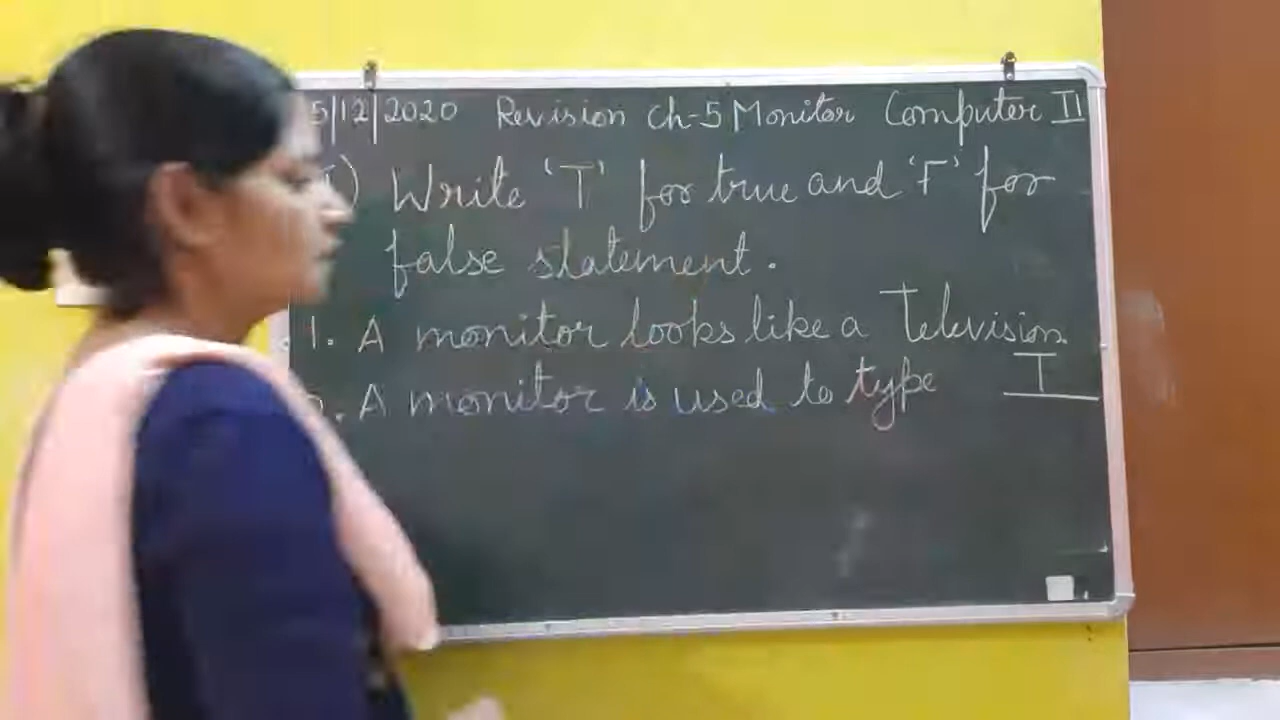 5/12/2020 Revision Ch-5 Monitor Computer II
I) Write 'T' for true and 'F' for
false statement.
1. A monitor looks like a Television.
T
2. A monitor is used to type